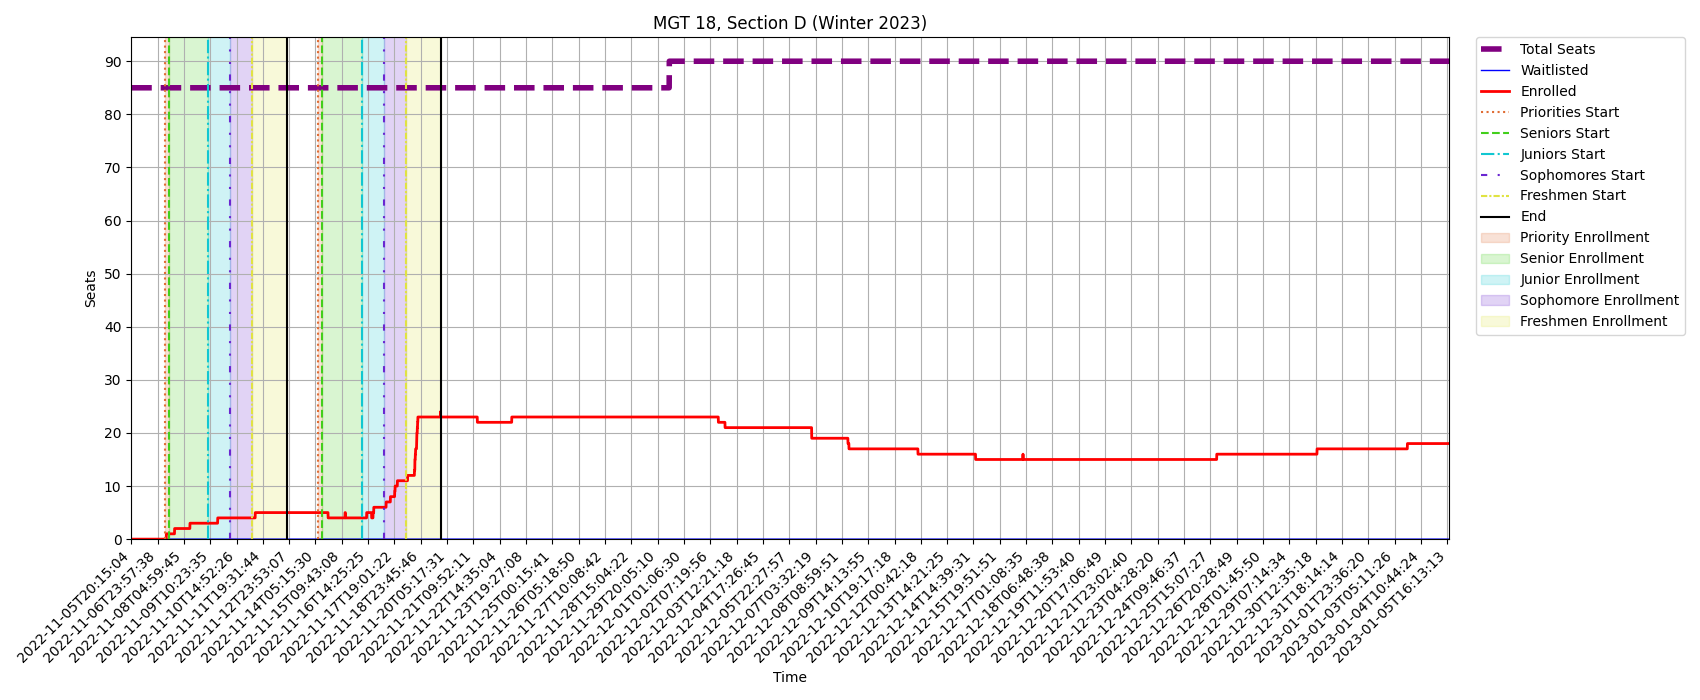 MGT 18, Section D (Winter 2023)
Seats
90
80
70
60
50
40
30
20
10
0
2022-11-05T20:15:04
2022-11-06T23:57:38
2022-11-08T04:59:45
2022-11-09T10:23:35
2022-11-10T14:52:26
2022-11-11T19:31:44
2022-11-12T23:53:07
2022-11-14T05:15:30
2022-11-15T09:43:08
2022-11-16T14:25:25
2022-11-17T19:01:22
2022-11-18T23:45:46
2022-11-20T05:17:31
2022-11-21T09:52:11
2022-11-22T14:35:04
2022-11-23T19:27:08
2022-11-25T00:15:41
2022-11-26T05:18:50
2022-11-27T10:08:42
2022-11-28T15:04:22
2022-11-29T20:05:10
2022-12-01T01:06:30
2022-12-02T07:19:56
2022-12-03T12:21:18
2022-12-04T17:26:45
2022-12-05T22:27:57
2022-12-07T03:32:19
2022-12-08T08:59:51
2022-12-09T14:13:55
2022-12-10T19:17:18
2022-12-12T00:42:18
2022-12-13T14:21:25
2022-12-14T14:39:31
2022-12-15T19:51:51
2022-12-17T01:08:35
2022-12-18T06:48:38
2022-12-19T11:53:40
2022-12-20T17:06:49
2022-12-21T23:02:40
2022-12-23T04:28:20
2022-12-24T09:46:37
2022-12-25T15:07:27
2022-12-26T20:28:49
2022-12-28T01:45:50
2022-12-29T07:14:34
2022-12-30T12:35:18
2022-12-31T18:14:14
2023-01-01T23:36:20
2023-01-03T05:11:26
2023-01-04T10:44:24
2023-01-05T16:13:13
Time
Total Seats
Waitlisted
Enrolled
Priorities Start
Seniors Start
Juniors Start
Sophomores Start
Freshmen Start
End
Priority Enrollment
Senior Enrollment
Junior Enrollment
Sophomore Enrollment
Freshmen Enrollment